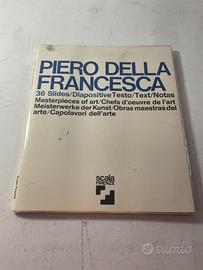 PIERO DELLA
FRANCESCA
36 Slides/Diapositive Testo/Text/Notas
Masterpieces of art/Chefs d'oeuvre de l'art
Meisterwerke der Kunst/Obras maestras del
arte/Capolavori dell'arte
scala
FIRENZE
subito